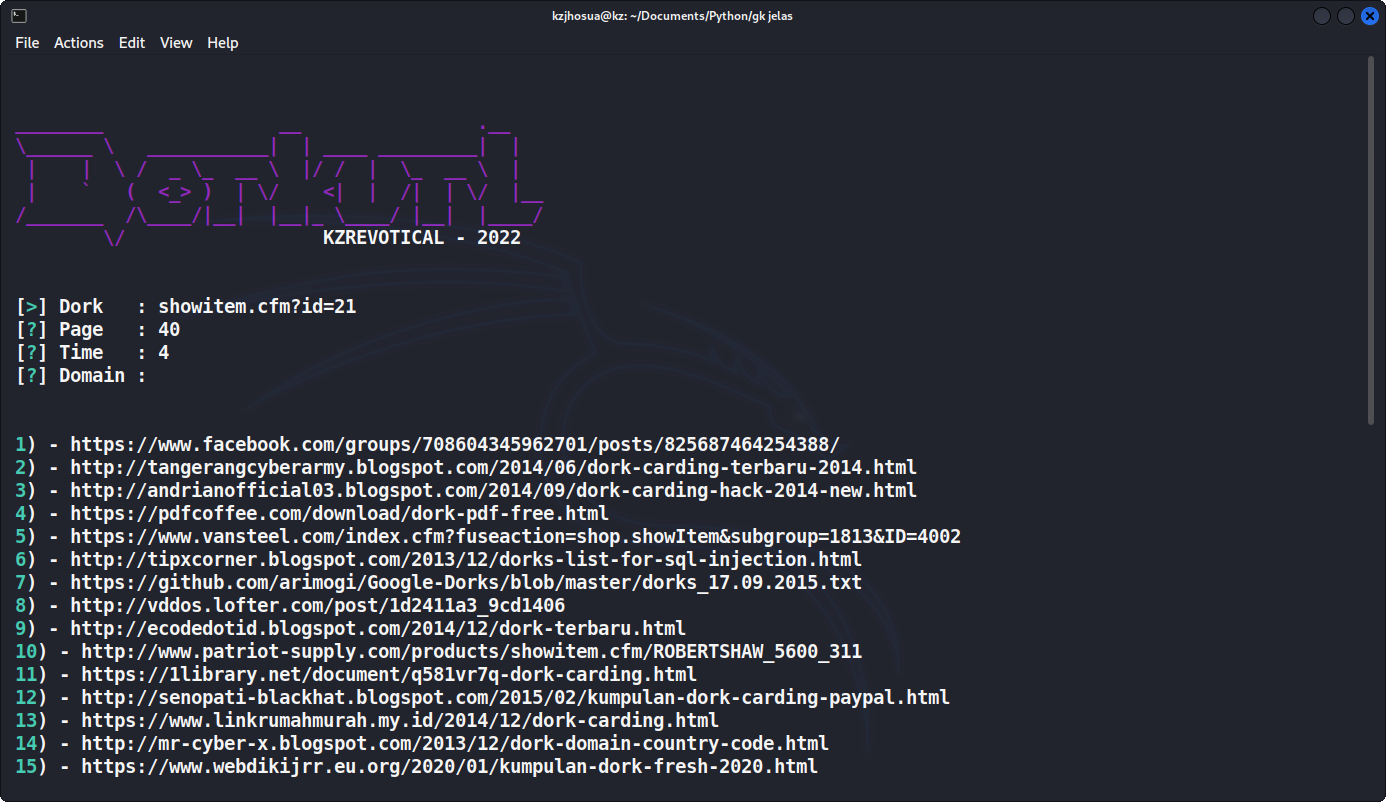 kzjhosua@kz: ~/Documents/Python/gk jelas
File Actions Edit View Help
Dorkurl
KZREVOTICAL - 2022
[>] Dork   : showitem.cfm?id=21
[?] Page   : 40
[?] Time   : 4
[?] Domain :
1) - https://www.facebook.com/groups/708604345962701/posts/825687464254388/
2) - http://tangerangcyberarmy.blogspot.com/2014/06/dork-carding-terbaru-2014.html
3) - http://andrianofficial03.blogspot.com/2014/09/dork-carding-hack-2014-new.html
4) - https://pdfcoffee.com/download/dork-pdf-free.html
5) - https://www.vansteel.com/index.cfm?fuseaction=shop.showItem&subgroup=1813&ID=4002
6) - http://tipxcorner.blogspot.com/2013/12/dorks-list-for-sql-injection.html
7) - https://github.com/arimogi/Google-Dorks/blob/master/dorks_17.09.2015.txt
8) - http://vddos.lofter.com/post/1d2411a3_9cd1406
9) - http://ecodedotid.blogspot.com/2014/12/dork-terbaru.html
10) - http://www.patriot-supply.com/products/showitem.cfm/ROBERTSHAW_5600_311
11) - https://1library.net/document/q581vr7q-dork-carding.html
12) - http://senopati-blackhat.blogspot.com/2015/02/kumpulan-dork-carding-paypal.html
13) - https://www.linkrumahmurah.my.id/2014/12/dork-carding.html
14) - http://mr-cyber-x.blogspot.com/2013/12/dork-domain-country-code.html
15) - https://www.webdikijrr.eu.org/2020/01/kumpulan-dork-fresh-2020.html